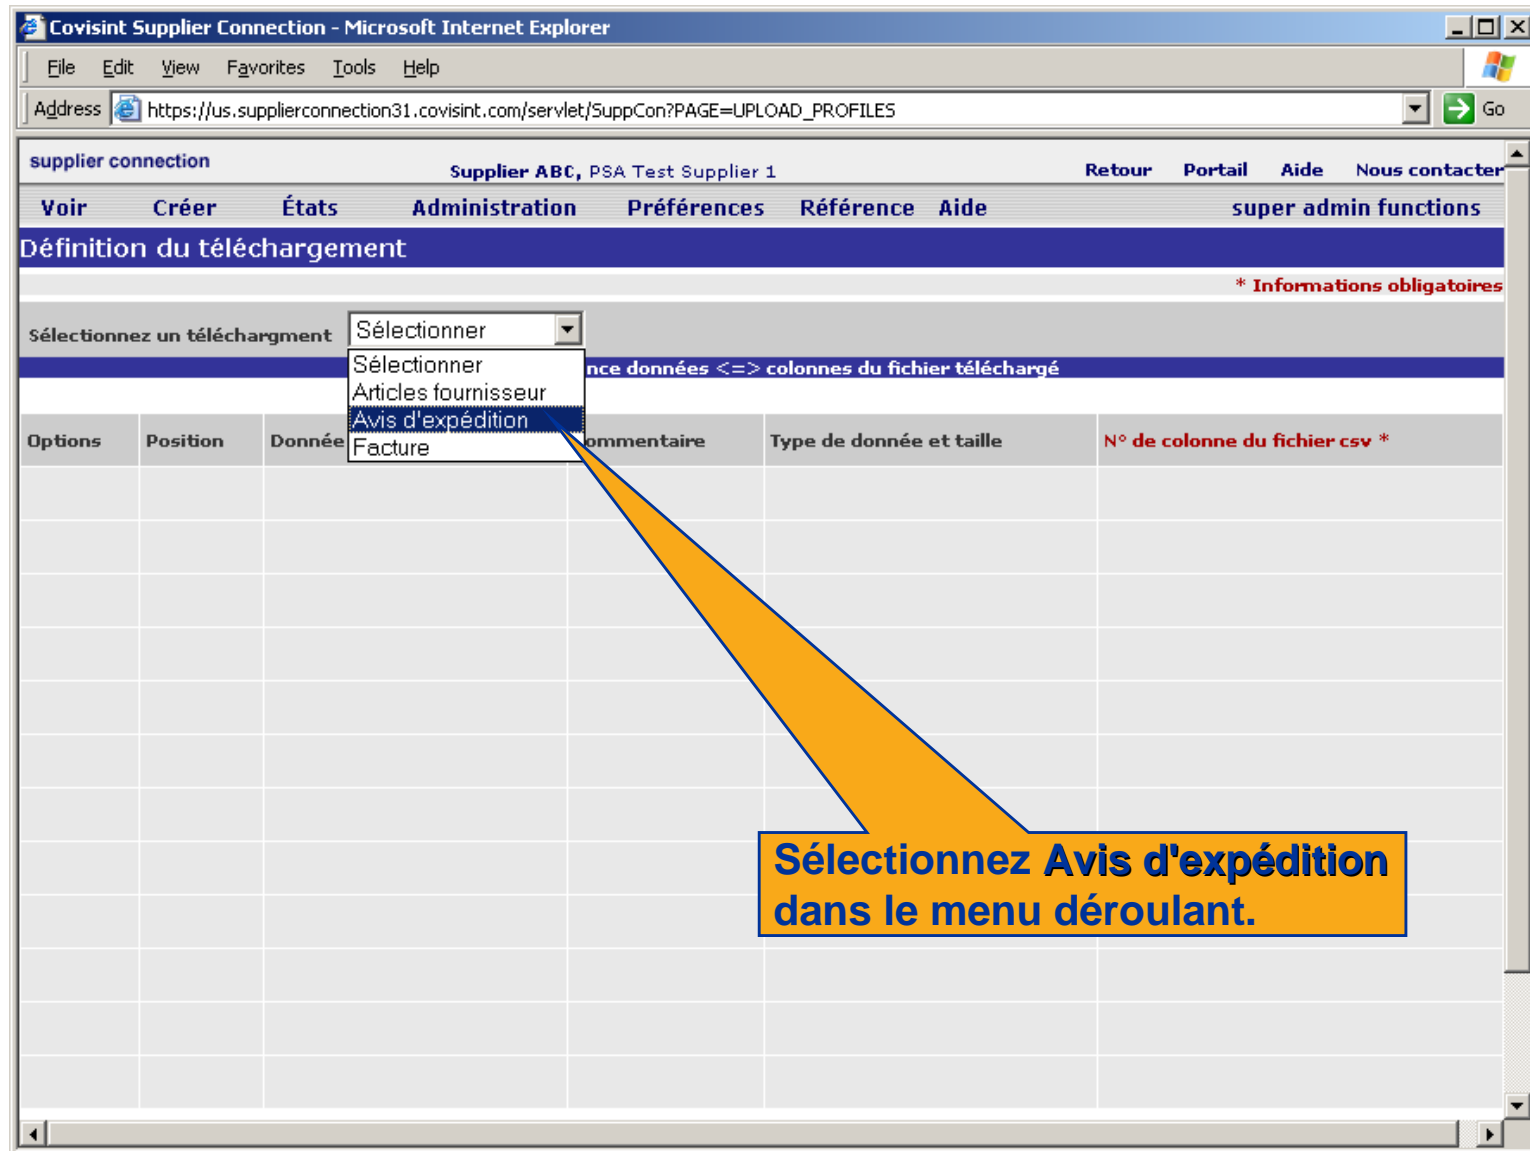 Covisint Supplier Connection - Microsoft Internet Explorer
File Edit View Favorites Tools Help
Address https://us.supplierconnection31.covisint.com/servlet/SuppCon?PAGE=UPLOAD_PROFILES Go
supplier connection Supplier ABC, PSA Test Supplier 1 Retour Portail Aide Nous contacter
Voir Créer États Administration Préférences Référence Aide super admin functions
Définition du téléchargement
* Informations obligatoires
Sélectionnez un téléchargment Sélectionner
Sélectionner
nce données <=> colonnes du fichier téléchargé
Articles fournisseur
Avis d'expédition
Facture
Options Position Donnée ommentaire Type de donnée et taille N° de colonne du fichier csv *
Sélectionnez Avis d'expédition
dans le menu déroulant.